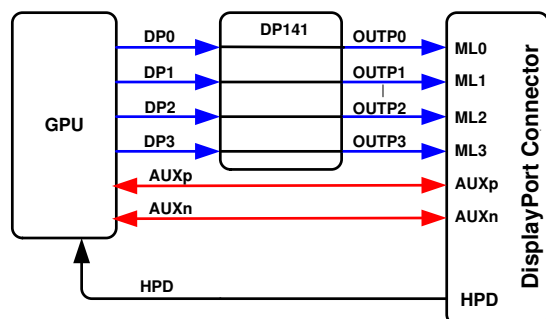 DP0 DP141 OUTP0 ML0
DP1 OUTP1 ML1
GPU
DP2 OUTP2 ML2
DP3 OUTP3 ML3
AUXp AUXp
AUXn AUXn
HPD HPD
DisplayPort Connector